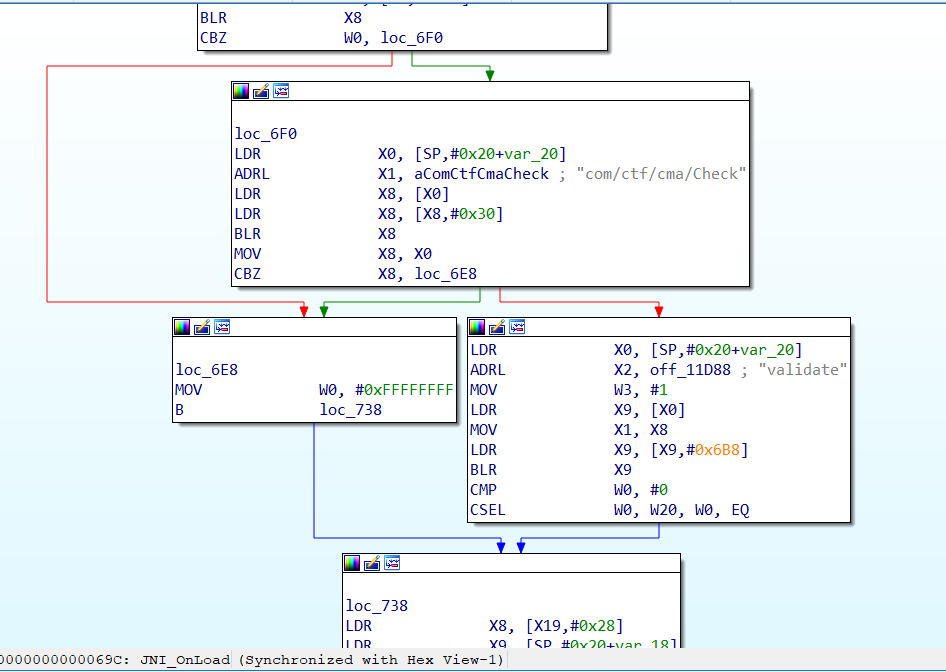 BLR X8
CBZ W0, loc_6F0
loc_6F0
LDR X0, [SP,#0x20+var_20]
ADRL X1, aComCtfCmaCheck ; "com/ctf/cma/Check"
LDR X8, [X0]
LDR X8, [X8,#0x30]
BLR X8
MOV X8, X0
CBZ X8, loc_6E8
loc_6E8
MOV W0, #0xFFFFFFFF
B loc_738
LDR X0, [SP,#0x20+var_20]
ADRL X2, off_11D88 ; "validate"
MOV W3, #1
LDR X9, [X0]
MOV X1, X8
LDR X9, [X9,#0x6B8]
BLR X9
CMP W0, #0
CSEL W0, W20, W0, EQ
loc_738
LDR X8, [X19,#0x28]
LDR X9, [SP,#0x20+var_18]
0000000000069C: JNI_OnLoad (Synchronized with Hex View-1)